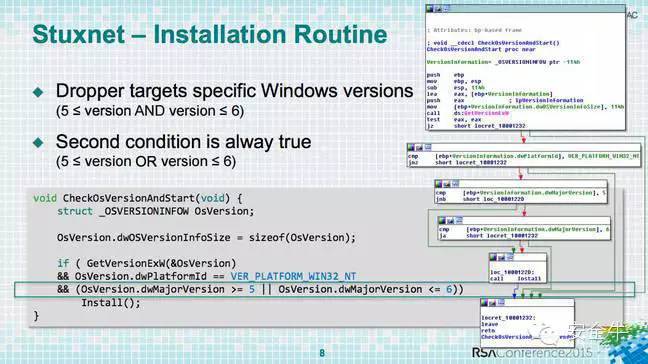 Stuxnet – Installation Routine
Dropper targets specific Windows versions
(5 ≤ version AND version ≤ 6)
Second condition is alway true
(5 ≤ version OR version ≤ 6)
void CheckOsVersionAndStart(void) {
struct _OSVERSIONINFOW OsVersion;
OsVersion.dwOSVersionInfoSize = sizeof(OsVersion);
if ( GetVersionExW(&OsVersion)
&& OsVersion.dwPlatformId == VER_PLATFORM_WIN32_NT
&& (OsVersion.dwMajorVersion >= 5 || OsVersion.dwMajorVersion <= 6))
Install();
}
AC
; Attributes: bp-based frame
; void __cdecl CheckOsVersionAndStart()
CheckOsVersionAndStart proc near
VersionInformation= _OSVERSIONINFOW ptr -114h
push ebp
mov ebp, esp
sub esp, 114h
lea eax, [ebp+VersionInformation]
push eax ; lpVersionInformation
mov [ebp+VersionInformation.dwOSVersionInfoSize], 114h
call ds:GetVersionExW
test eax, eax
jz short locret_10001232
cmp [ebp+VersionInformation.dwPlatformId], VER_PLATFORM_WIN32_NT
jnz short locret_10001232
cmp [ebp+VersionInformation.dwMajorVersion], 5
jnb short loc_1000122D
cmp [ebp+VersionInformation.dwMajorVersion], 6
ja short locret_10001232
loc_1000122D:
call Install
locret_10001232:
leave
retn
CheckOsVersionAndStart endp
8
RSAConference2015
安全牛